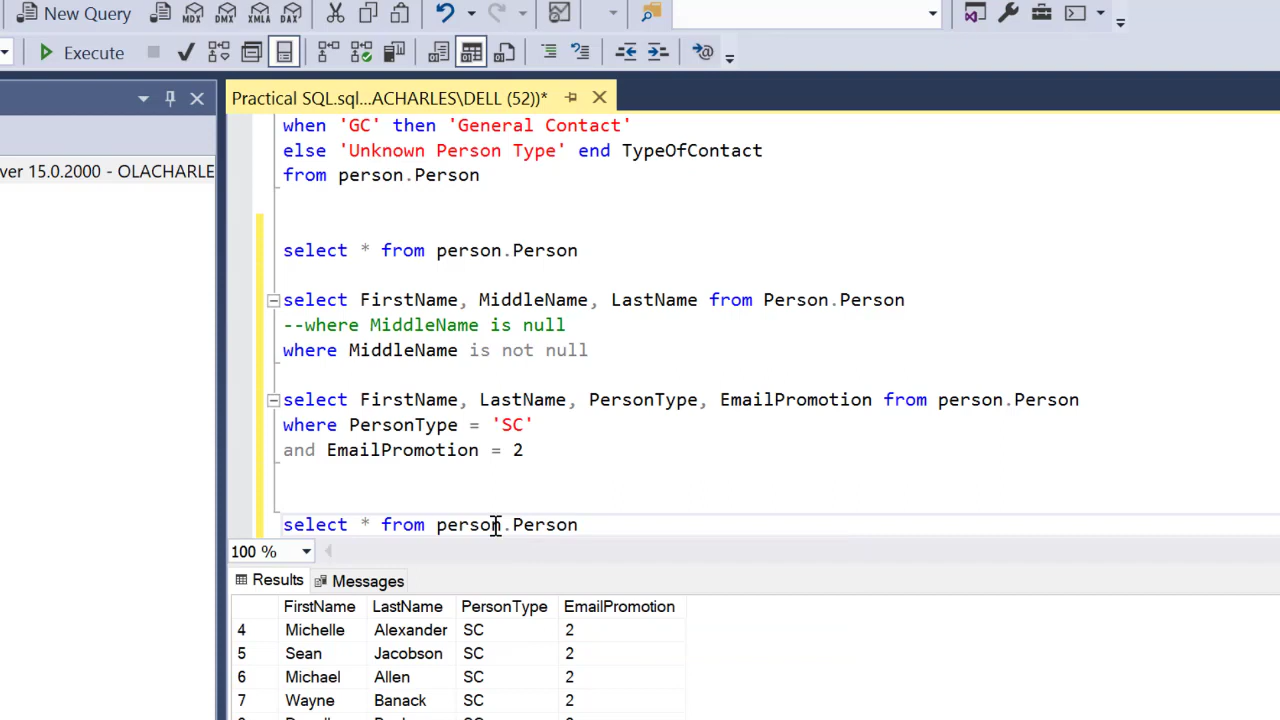 New Query
MDX
DMX
XMLA
DAX
Execute
Practical SQL.sql...ACHARLES\DELL (52))*
ver 15.0.2000 - OLACHARLE
when 'GC' then 'General Contact'
else 'Unknown Person Type' end TypeOfContact
from person.Person
select * from person.Person
select FirstName, MiddleName, LastName from Person.Person
--where MiddleName is null
where MiddleName is not null
select FirstName, LastName, PersonType, EmailPromotion from person.Person
where PersonType = 'SC'
and EmailPromotion = 2
select * from person.Person
100 %
Results Messages
FirstName LastName PersonType EmailPromotion
4 Michelle Alexander SC 2
5 Sean Jacobson SC 2
6 Michael Allen SC 2
7 Wayne Banack SC 2